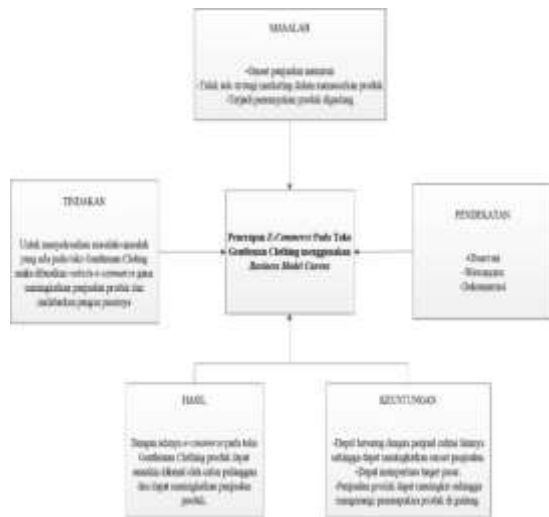 MASALAH
-Omset penjualan menurun
-Tidak ada strategi marketing dalam memasarkan produk
-Terjadi penumpukan produk digudang
TINDAKAN
Untuk menyelesaikan masalah-masalah
yang ada pada toko Gentleman Clothing
maka dibuatkan website e-commerce guna
meningkatkan penjualan produk dan
melebarkan pangsa pasarnya
Penerapan E-Commerce Pada Toko
Gentleman Clothing menggunakan
Business Model Canvas
PENDEKATAN
-Observasi
-Wawancara
-Dokumentasi
HASIL
Dengan adanya e-commerce pada toko
Gentleman Clothing produk dapat
semakin dikenal oleh calon pelanggan
dan dapat meningkatkan penjualan
produk.
KEUNTUNGAN
-Dapat bersaing dengan penjual online lainnya
sehingga dapat meningkatkan omset penjualan.
-Dapat memperluas target pasar.
-Penjualan produk dapat meningkat sehingga
mengurangi penumpukan produk di gudang.